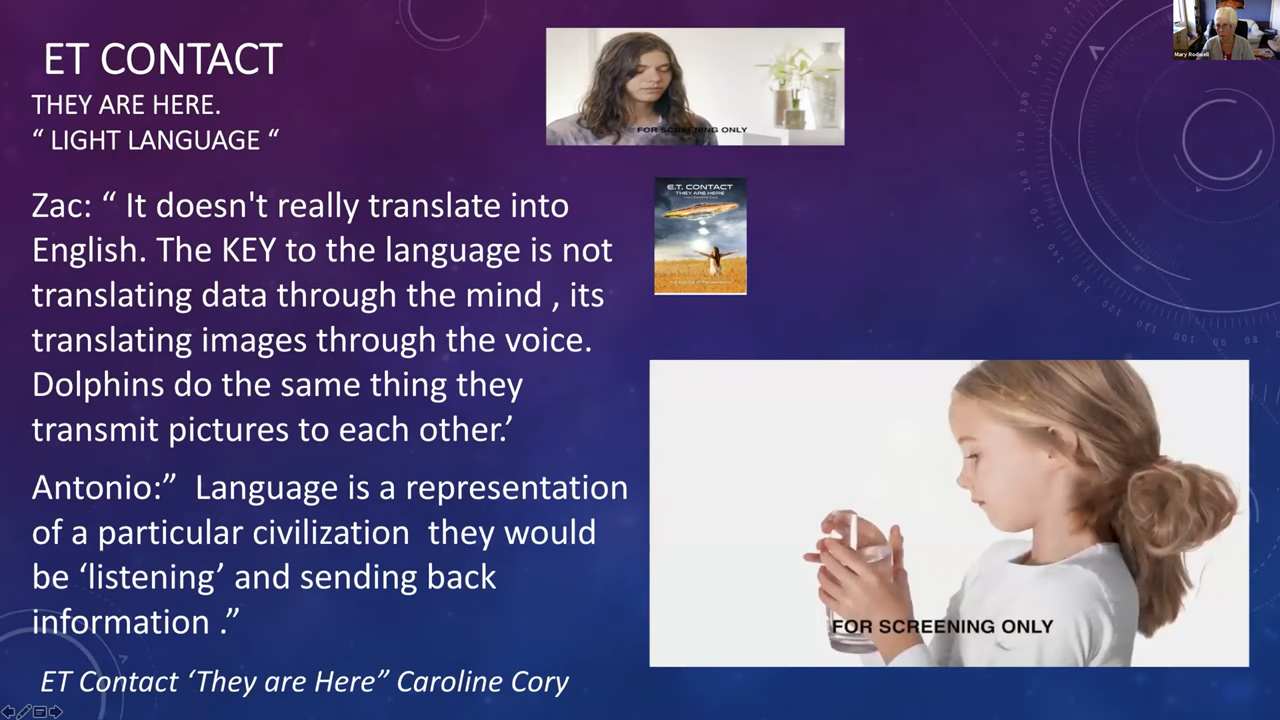 ET CONTACT
THEY ARE HERE.
“ LIGHT LANGUAGE “
Zac: “ It doesn't really translate into
English. The KEY to the language is not
translating data through the mind , its
translating images through the voice.
Dolphins do the same thing they
transmit pictures to each other.’
Antonio:” Language is a representation
of a particular civilization they would
be ‘listening’ and sending back
information .”
ET Contact ‘They are Here” Caroline Cory
FOR SCREENING ONLY
E.T. CONTACT
THEY ARE HERE
FOR SCREENING ONLY
Mary Rodwell